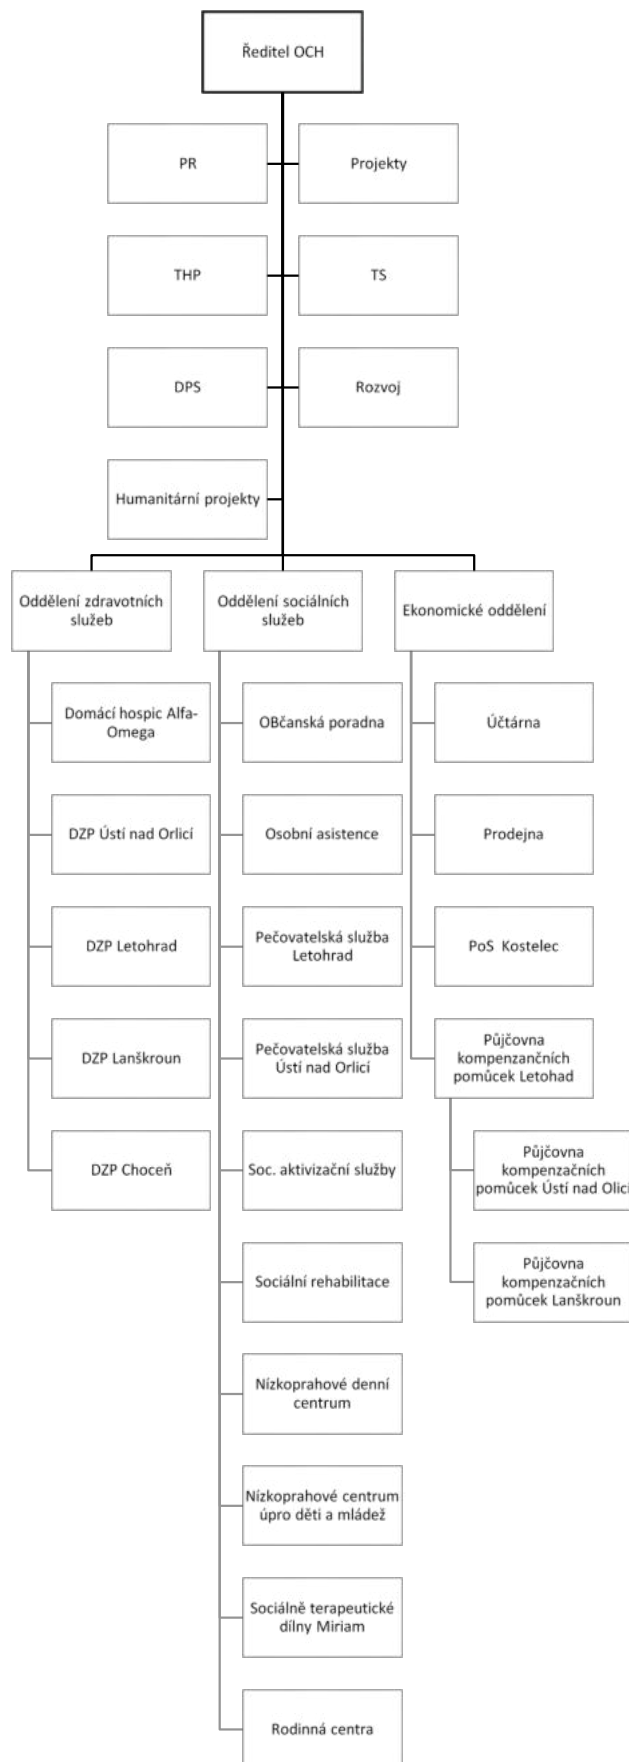 Ředitel OCH
PR
Projekty
THP
TS
DPS
Rozvoj
Humanitární projekty
Oddělení zdravotních
služeb
Oddělení sociálních
služeb
Ekonomické oddělení
Domácí hospic Alfa-
Omega
DZP Ústí nad Orlicí
DZP Letohrad
DZP Lanškroun
DZP Choceň
OBčanská poradna
Osobní asistence
Pečovatelská služba
Letohrad
Pečovatelská služba
Ústí nad Orlicí
Soc. aktivizační služby
Sociální rehabilitace
Nízkoprahové denní
centrum
Nízkoprahové centrum
úpro děti a mládež
Sociálně terapeutické
dílny Miriam
Rodinná centra
Účtárna
Prodejna
PoS Kostelec
Půjčovna
kompenzančních
pomůcek Letohad
Půjčovna
kompenzačních
pomůcek Ústí nad Olicí
Půjčovna
kompenzačních
pomůcek Lanškroun